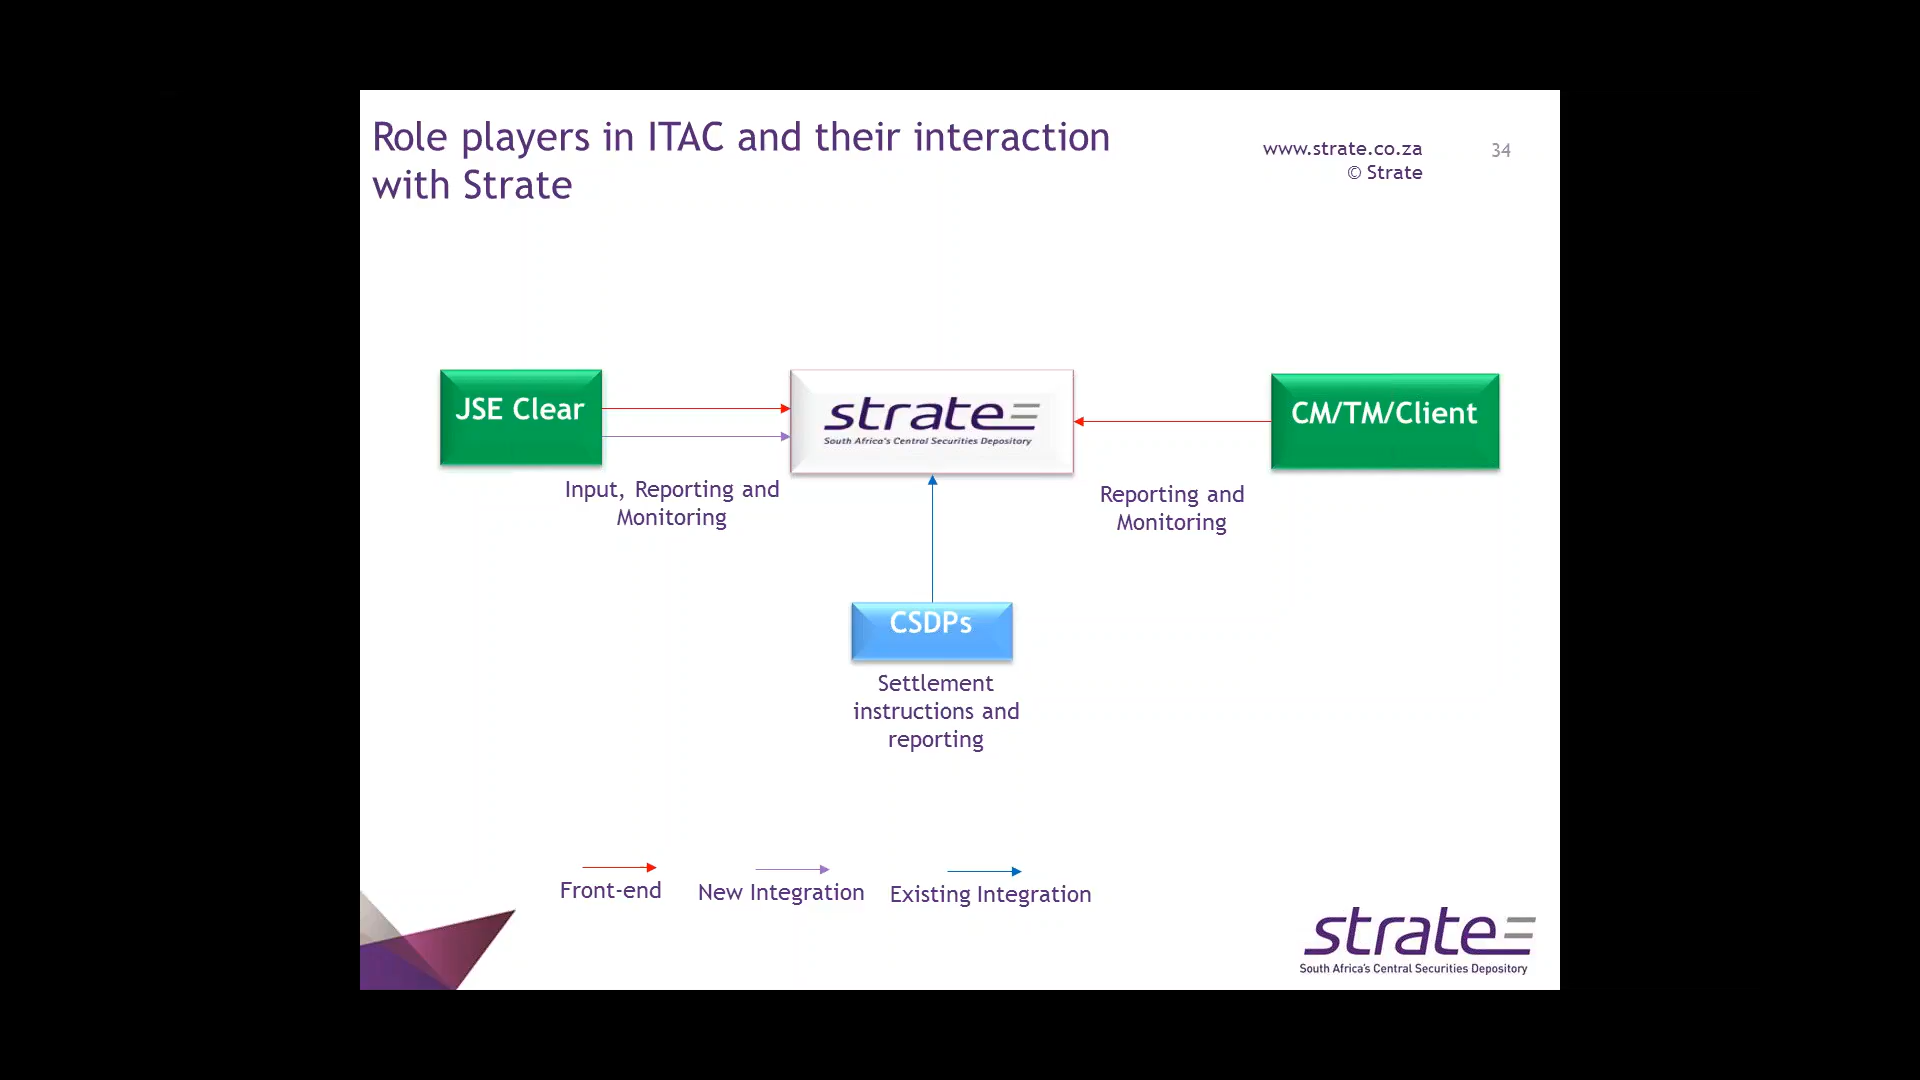 Role players in ITAC and their interaction
with Strate
www.strate.co.za
© Strate
34
JSE Clear
strate
South Africa's Central Securities Depository
CM/TM/Client
Input, Reporting and
Monitoring
Reporting and
Monitoring
CSDPs
Settlement
instructions and
reporting
Front-end
New Integration
Existing Integration
strate
South Africa's Central Securities Depository